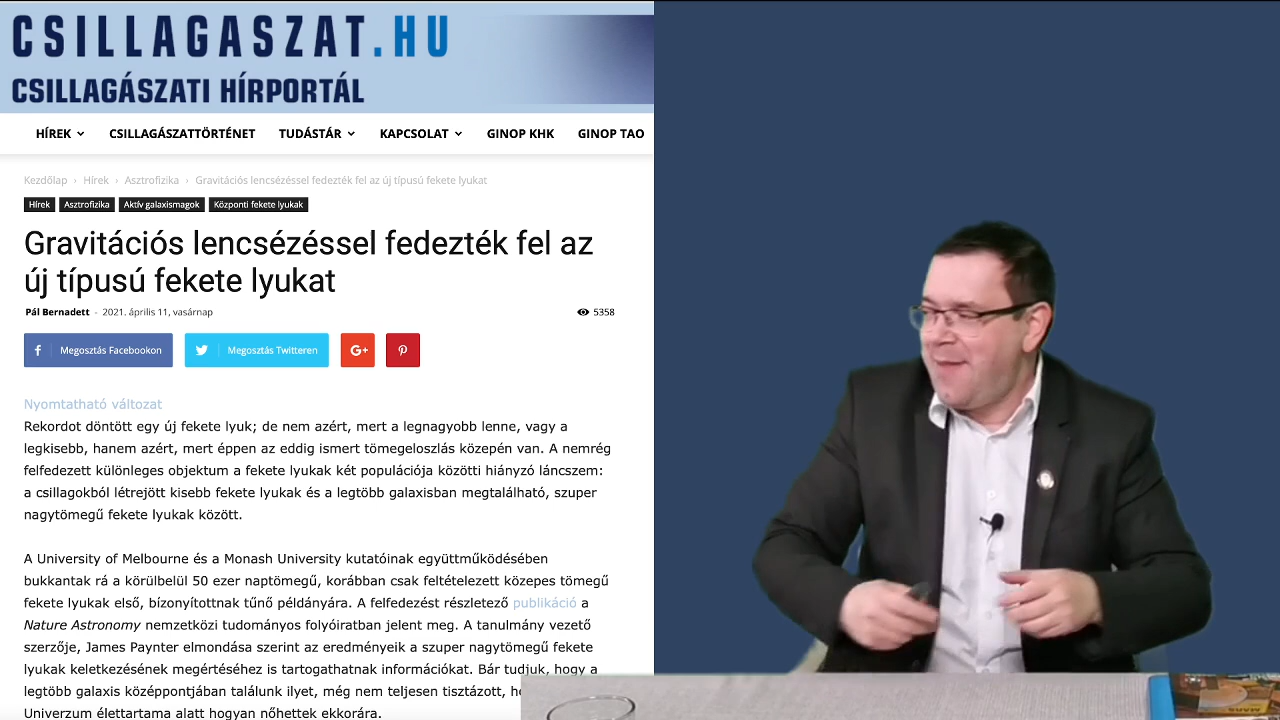 CSILLAGASZAT.HU
CSILLAGÁSZATI HÍRPORTÁL
HÍREK CSILLAGÁSZATTÖRTÉNET TUDÁSTÁR KAPCSOLAT GINOP KHK GINOP TAO
Kezdőlap › Hírek › Asztrofizika › Gravitációs lencsézéssel fedezték fel az új típusú fekete lyukat
Hírek Asztrofizika Aktív galaxismagok Központi fekete lyukak
Gravitációs lencsézéssel fedezték fel az
új típusú fekete lyukat
Pál Bernadett - 2021. április 11, vasárnap 5358
Megosztás Facebookon Megosztás Twitteren G+
Nyomtatható változat
Rekordot döntött egy új fekete lyuk; de nem azért, mert a legnagyobb lenne, vagy a
legkisebb, hanem azért, mert éppen az eddig ismert tömegeloszlás közepén van. A nemrég
felfedezett különleges objektum a fekete lyukak két populációja közötti hiányzó láncszem:
a csillagokból létrejött kisebb fekete lyukak és a legtöbb galaxisban megtalálható, szuper
nagytömegű fekete lyukak között.
A University of Melbourne és a Monash University kutatóinak együttműködésében
bukkantak rá a körülbelül 50 ezer naptömegű, korábban csak feltételezett közepes tömegű
fekete lyukak első, bizonyítottnak tűnő példányára. A felfedezést részletező publikáció a
Nature Astronomy nemzetközi tudományos folyóiratban jelent meg. A tanulmány vezető
szerzője, James Paynter elmondása szerint az eredményeik a szuper nagytömegű fekete
lyukak keletkezésének megértéséhez is tartogathatnak információkat. Bár tudjuk, hogy a
legtöbb galaxis középpontjában találunk ilyet, még nem teljesen tisztázott,
Univerzum élettartama alatt hogyan nőhettek ekkorára.
MARS